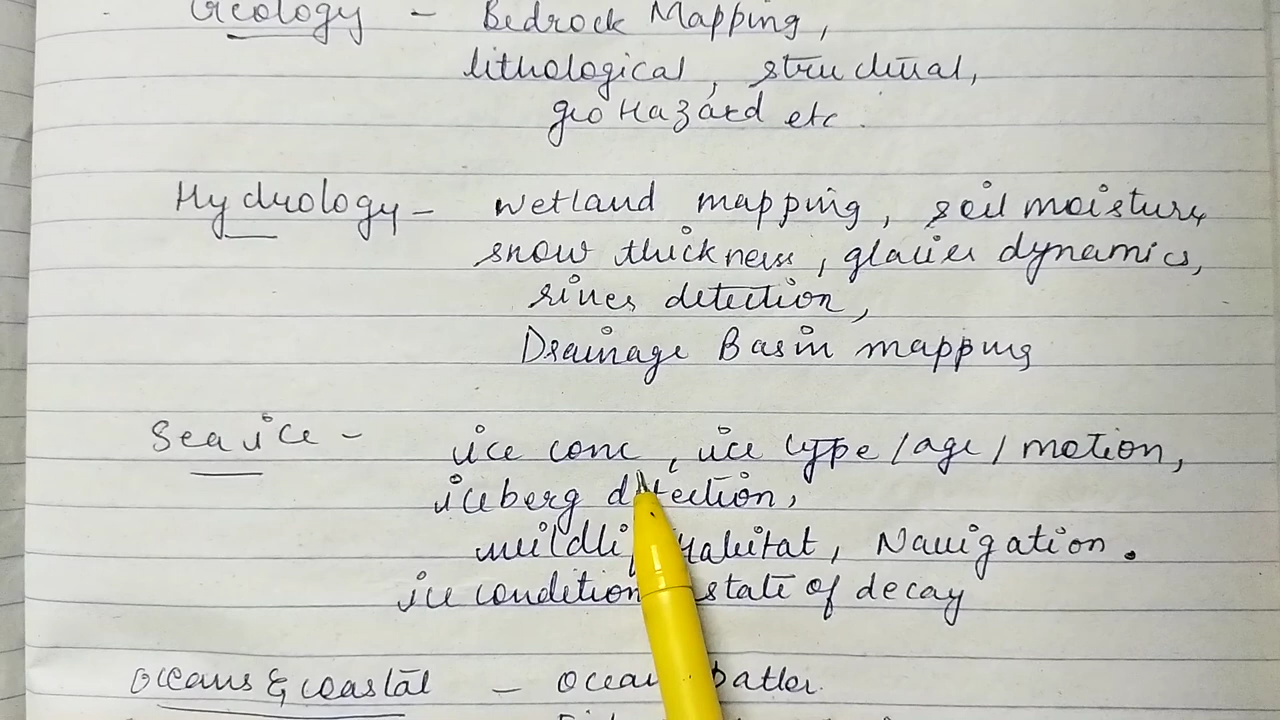 Geology - Bedrock Mapping,
lithological, structural,
geo Hazard etc.
Hydrology - wetland mapping, soil moisture
snow thickness, glacier dynamics,
rivers detection,
Drainage Basin mapping
Sea ice - ice conc, ice type/age/motion,
iceberg detection,
Habitat, Navigation.
ice condition state of decay
Oceans & coastal - Ocean